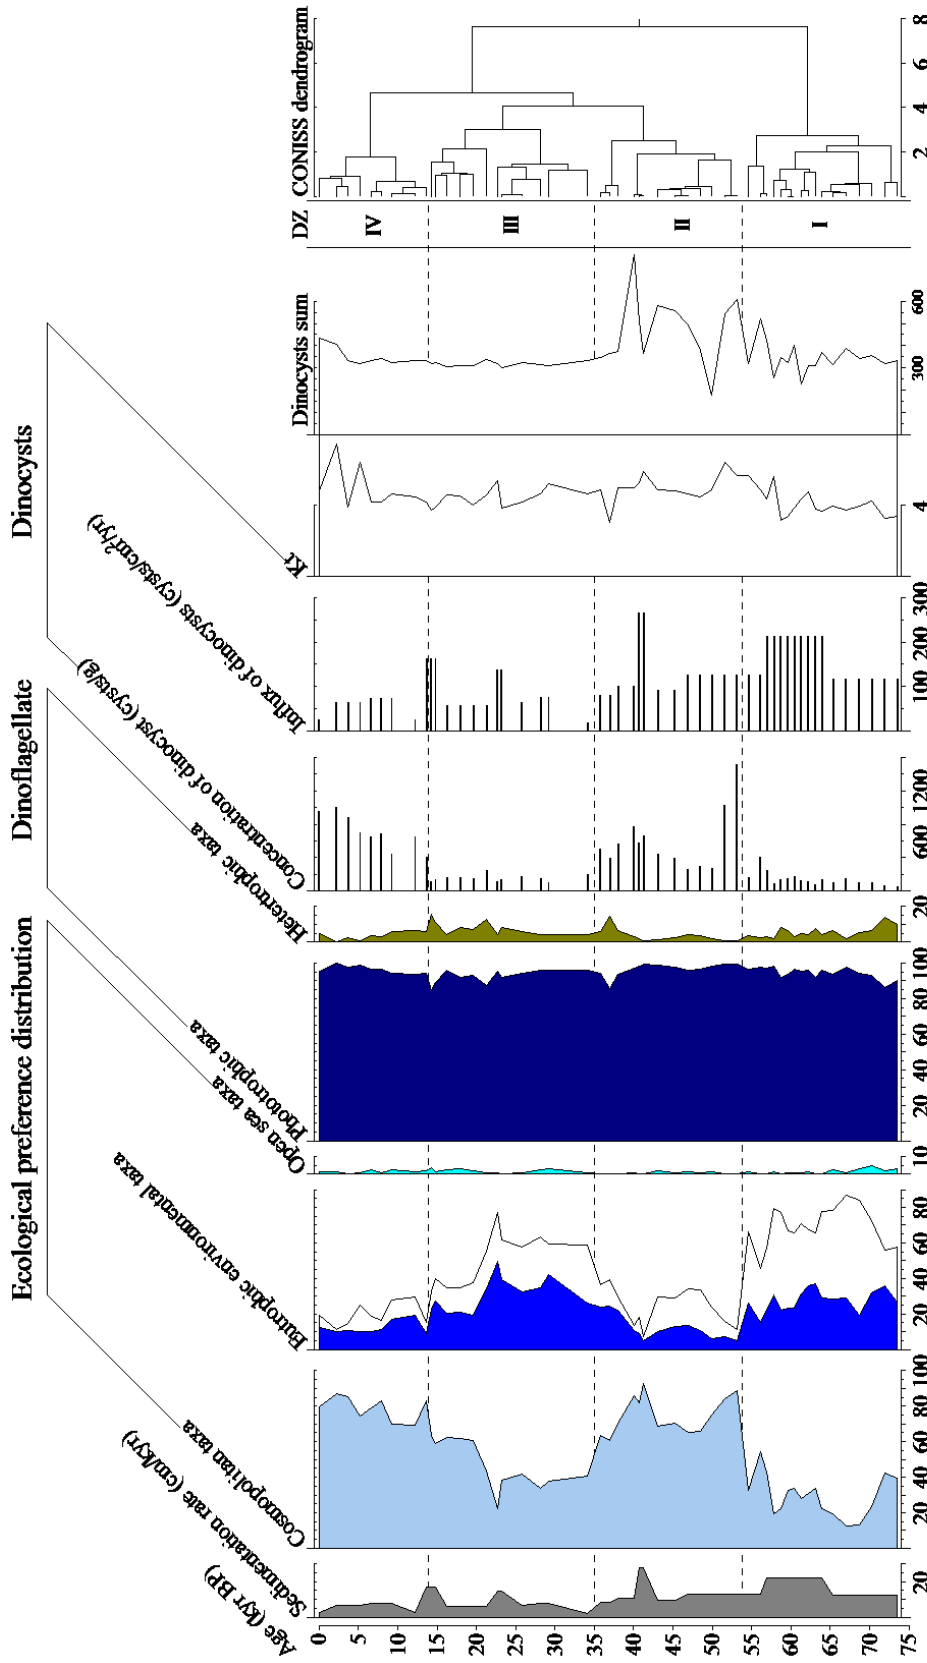 Ecological preference distribution
Dinoflagellate
Dinocysts
Age (kyr BP)
Sedimentation rate (cm/kyr)
Cosmopolitan taxa
Eutrophic environmental taxa
Open sea taxa
Phototrophic taxa
Heterotrophic taxa
Concentration of dinocyst (cysts/g)
Influx of dinocysts (cysts/cm2/yr)
Kt
Dinocysts sum
DZ
CONISS dendrogram
IV
III
II
I
0 5 10 15 20 25 30 35 40 45 50 55 60 65 70 75
20
20 40 60 80 100
20 40 60 80
10
20 40 60 80 100
20
600 1200
100 200 300
4
300 600
2 4 6 8